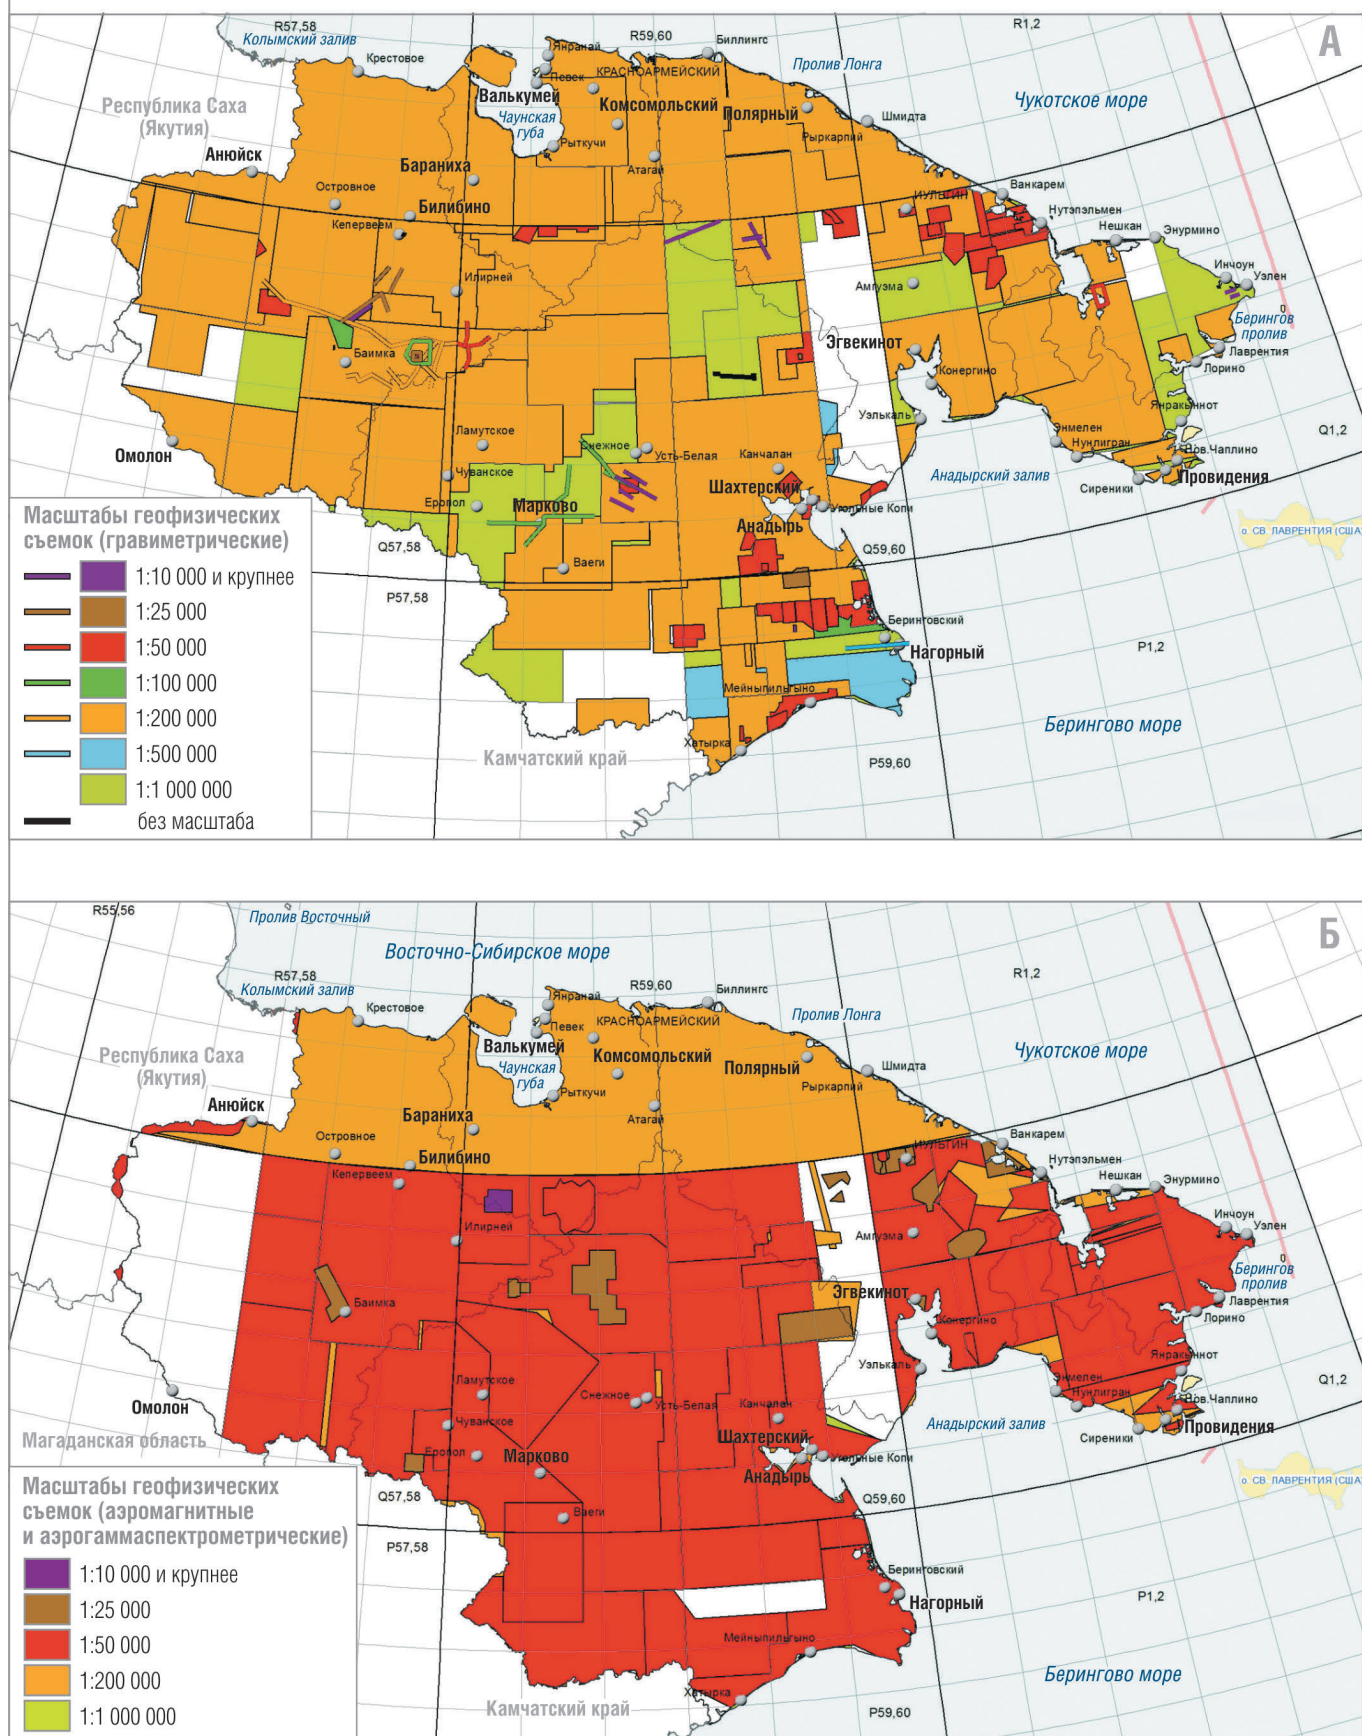 R57,58
R59,60
R1,2
А
Колымский залив
Крестовое
Янранай
Певек
КРАСНОАРМЕЙСКИЙ
Биллингс
Пролив Лонга
Чукотское море
Республика Саха
(Якутия)
Валькумей
Комсомольский
Полярный
Чаунская
губа
Шмидта
Рыркарпий
Рыткучи
Анюйск
Бараниха
Атагай
Островное
Билибино
Кепервеем
ИУЛЬТИН
Ванкарем
Нутэпэльмен
Нешкан
Энурмино
Инчоун
Уэлен
Илирней
Амгуэма
0
Берингов
пролив
Баимка
Эгвекинот
Лаврентия
Лорино
Конергино
Уэлькаль
Янракыннот
Омолон
Ламутское
Снежное
Усть-Белая
Канчалан
Энмелен
Нунлигран
Нов.Чаплино
Q1,2
Анадырский залив
Чуванское
Еропол
Марково
Шахтерский
Сиреники
Провидения
Анадырь
Угольные Копи
о. СВ. ЛАВРЕНТИЯ (США)
Q57,58
Q59,60
Ваеги
P57,58
Беринговский
Нагорный
P1,2
Мейныпильгыно
Берингово море
Хатырка
Камчатский край
P59,60
Масштабы геофизических
съемок (гравиметрические)
1:10 000 и крупнее
1:25 000
1:50 000
1:100 000
1:200 000
1:500 000
1:1 000 000
без масштаба
R55,56
Пролив Восточный
Б
Восточно-Сибирское море
R57,58
R59,60
R1,2
Колымский залив
Крестовое
Янранай
Певек
КРАСНОАРМЕЙСКИЙ
Биллингс
Пролив Лонга
Чукотское море
Республика Саха
(Якутия)
Валькумей
Комсомольский
Полярный
Чаунская
губа
Шмидта
Рыркарпий
Рыткучи
Анюйск
Бараниха
Атагай
Островное
Билибино
Кепервеем
ИУЛЬТИН
Ванкарем
Нутэпэльмен
Нешкан
Энурмино
Инчоун
Уэлен
Илирней
Амгуэма
0
Берингов
пролив
Баимка
Эгвекинот
Лаврентия
Лорино
Конергино
Уэлькаль
Янракыннот
Омолон
Ламутское
Снежное
Усть-Белая
Канчалан
Энмелен
Нунлигран
Нов.Чаплино
Q1,2
Магаданская область
Анадырский залив
Чуванское
Еропол
Марково
Шахтерский
Сиреники
Провидения
Анадырь
Угольные Копи
о. СВ. ЛАВРЕНТИЯ (США)
Q57,58
Q59,60
Ваеги
P57,58
Беринговский
Нагорный
P1,2
Мейныпильгыно
Берингово море
Хатырка
Камчатский край
P59,60
Масштабы геофизических
съемок (аэромагнитные
и аэрогаммаспектрометрические)
1:10 000 и крупнее
1:25 000
1:50 000
1:200 000
1:1 000 000